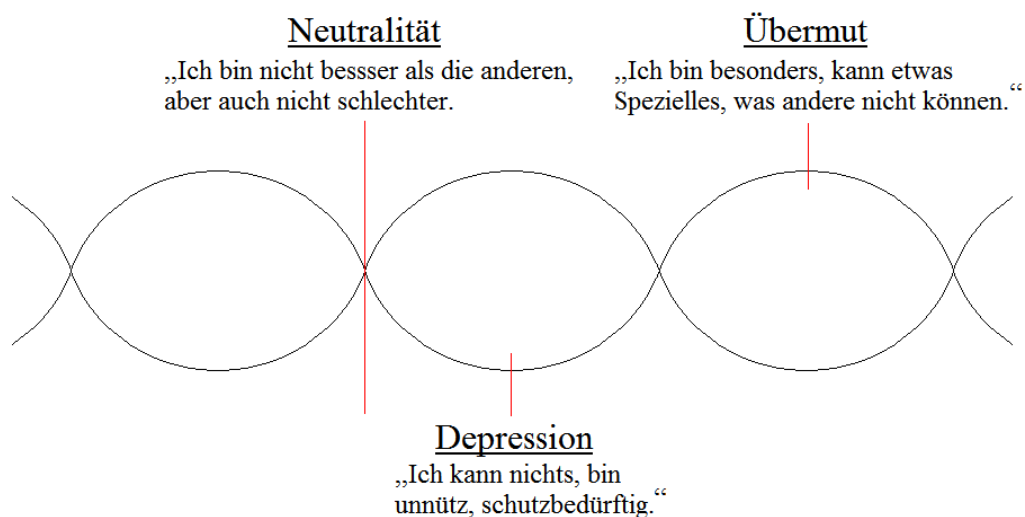 Neutralität
„Ich bin nicht bessser als die anderen,
aber auch nicht schlechter.
Übermut
„Ich bin besonders, kann etwas
Spezielles, was andere nicht können.“
Depression
„Ich kann nichts, bin
unnütz, schutzbedürftig.“